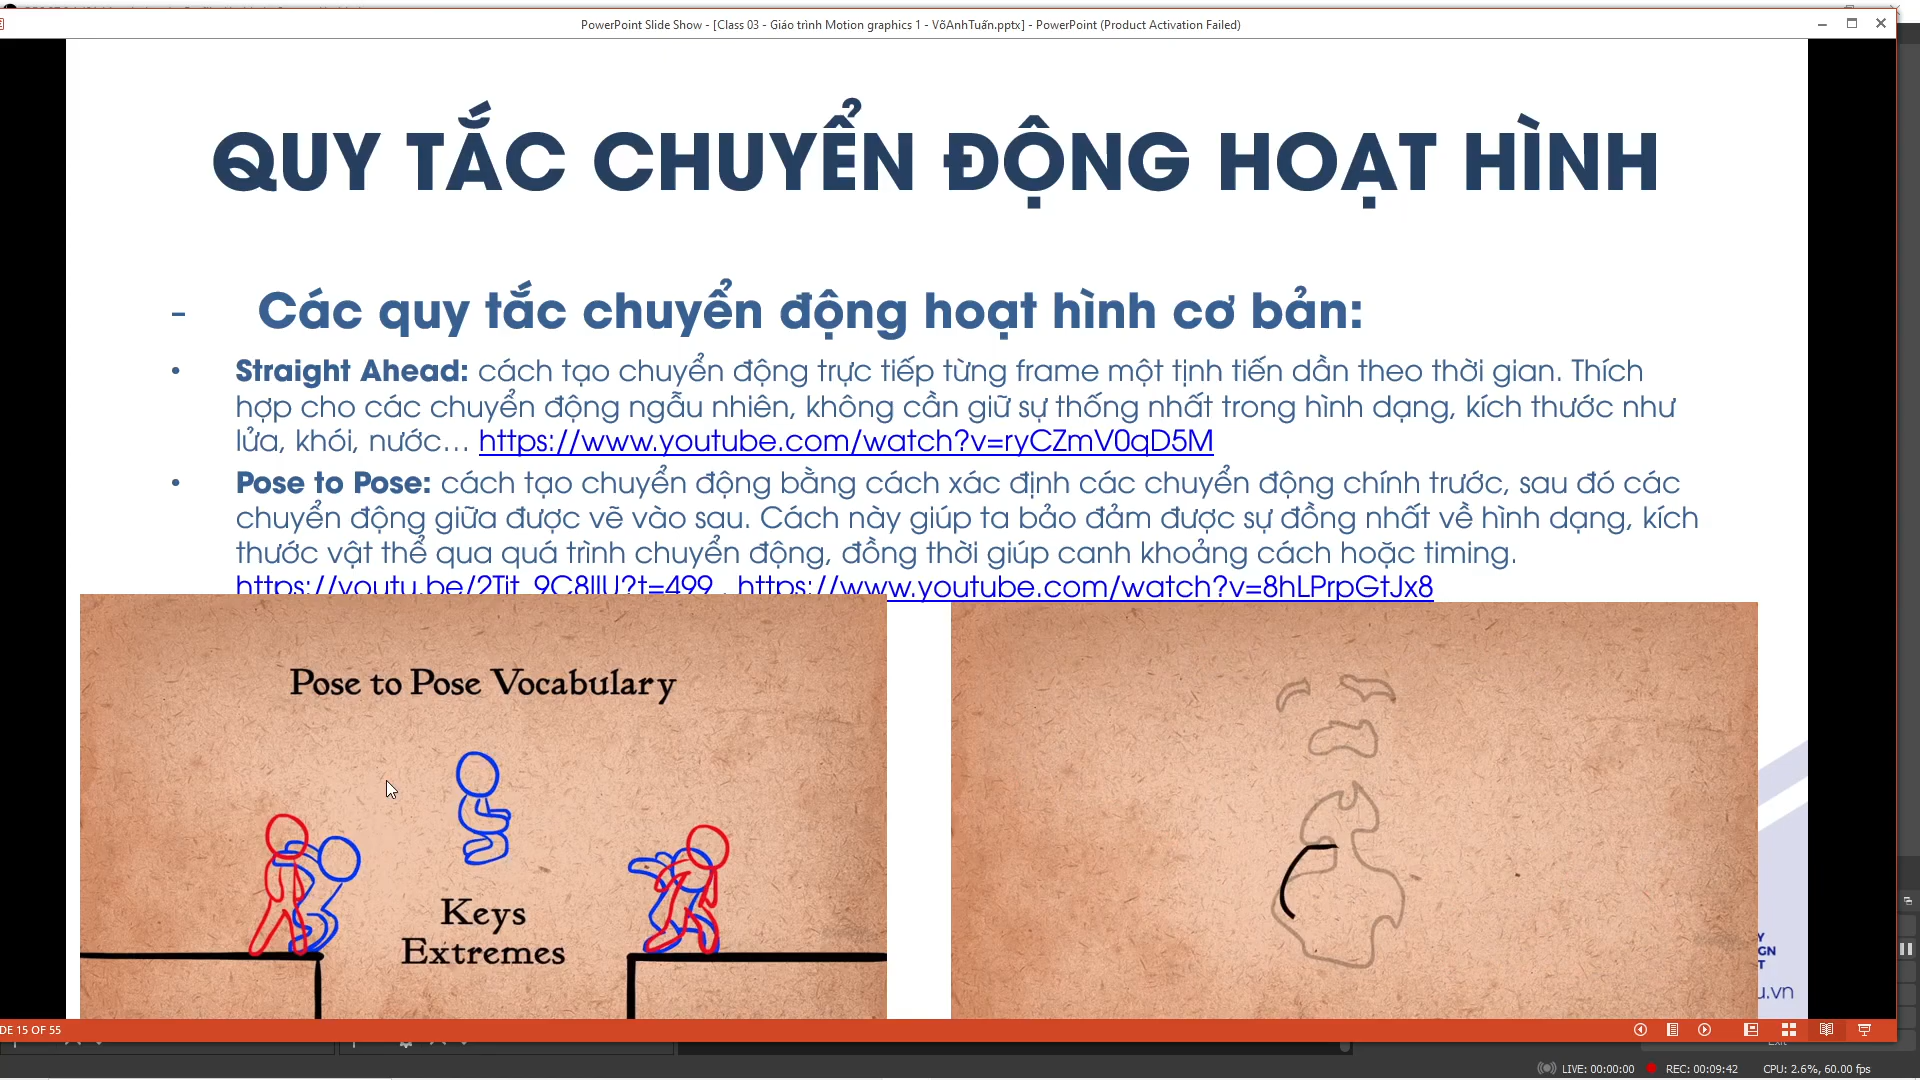 PowerPoint Slide Show - [Class 03 - Giáo trình Motion graphics 1 - VõAnhTuấn.pptx] - PowerPoint (Product Activation Failed)
QUY TẮC CHUYỂN ĐỘNG HOẠT HÌNH
- Các quy tắc chuyển động hoạt hình cơ bản:
• Straight Ahead: cách tạo chuyển động trực tiếp từng frame một tịnh tiến dần theo thời gian. Thích
hợp cho các chuyển động ngẫu nhiên, không cần giữ sự thống nhất trong hình dạng, kích thước như
lửa, khói, nước… https://www.youtube.com/watch?v=ryCZmV0qD5M
• Pose to Pose: cách tạo chuyển động bằng cách xác định các chuyển động chính trước, sau đó các
chuyển động giữa được vẽ vào sau. Cách này giúp ta bảo đảm được sự đồng nhất về hình dạng, kích
thước vật thể qua quá trình chuyển động, đồng thời giúp canh khoảng cách hoặc timing.
, https://www.youtube.com/watch?v=8hLPrpGtJx8
Pose to Pose Vocabulary
Keys
Extremes
Y
GN
T
u.vn
DE 15 OF 55
Exit
LIVE: 00:00:00
REC: 00:09:42
CPU: 2.6%, 60.00 fps